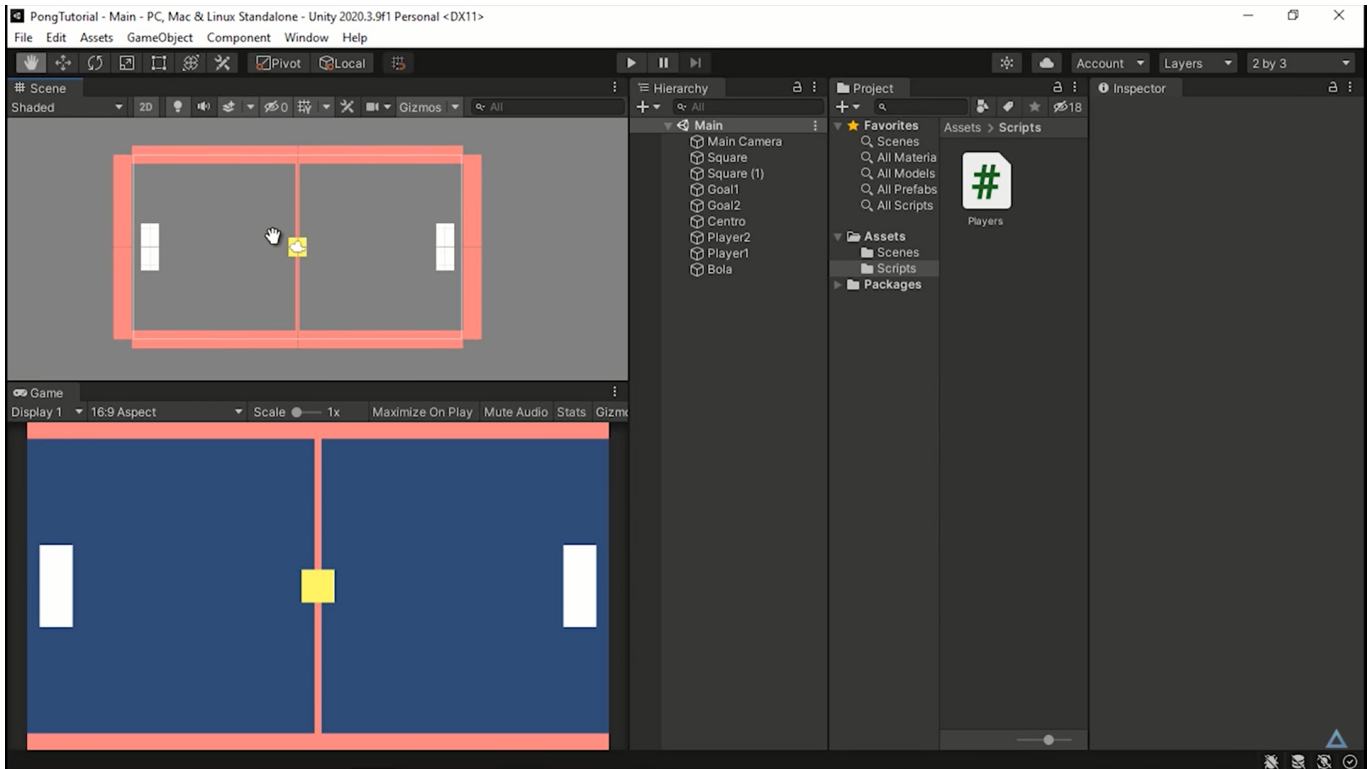 PongTutorial - Main - PC, Mac & Linux Standalone - Unity 2020.3.9f1 Personal <DX11>
File Edit Assets GameObject Component Window Help
Pivot Local Account Layers 2 by 3
Scene
Shaded 2D 0 Gizmos All
Game
Display 1 16:9 Aspect Scale 1x Maximize On Play Mute Audio Stats Gizmo
Hierarchy
All
Main
Main Camera
Square
Square (1)
Goal1
Goal2
Centro
Player2
Player1
Bola
Project
18
Favorites
Scenes
All Materia
All Models
All Prefabs
All Scripts
Assets
Scenes
Scripts
Packages
Assets > Scripts
#
Players
Inspector